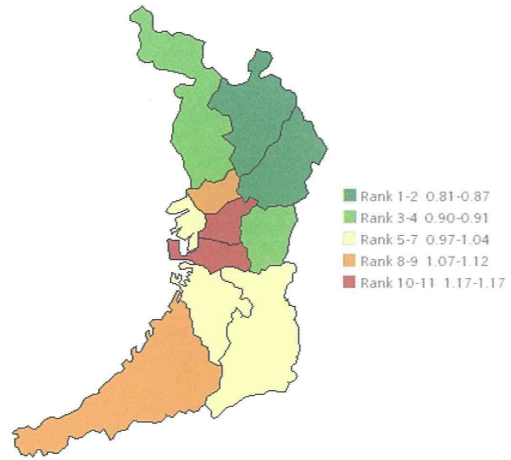 Rank 1-2 0.81-0.87
Rank 3-4 0.90-0.91
Rank 5-7 0.97-1.04
Rank 8-9 1.07-1.12
Rank 10-11 1.17-1.17